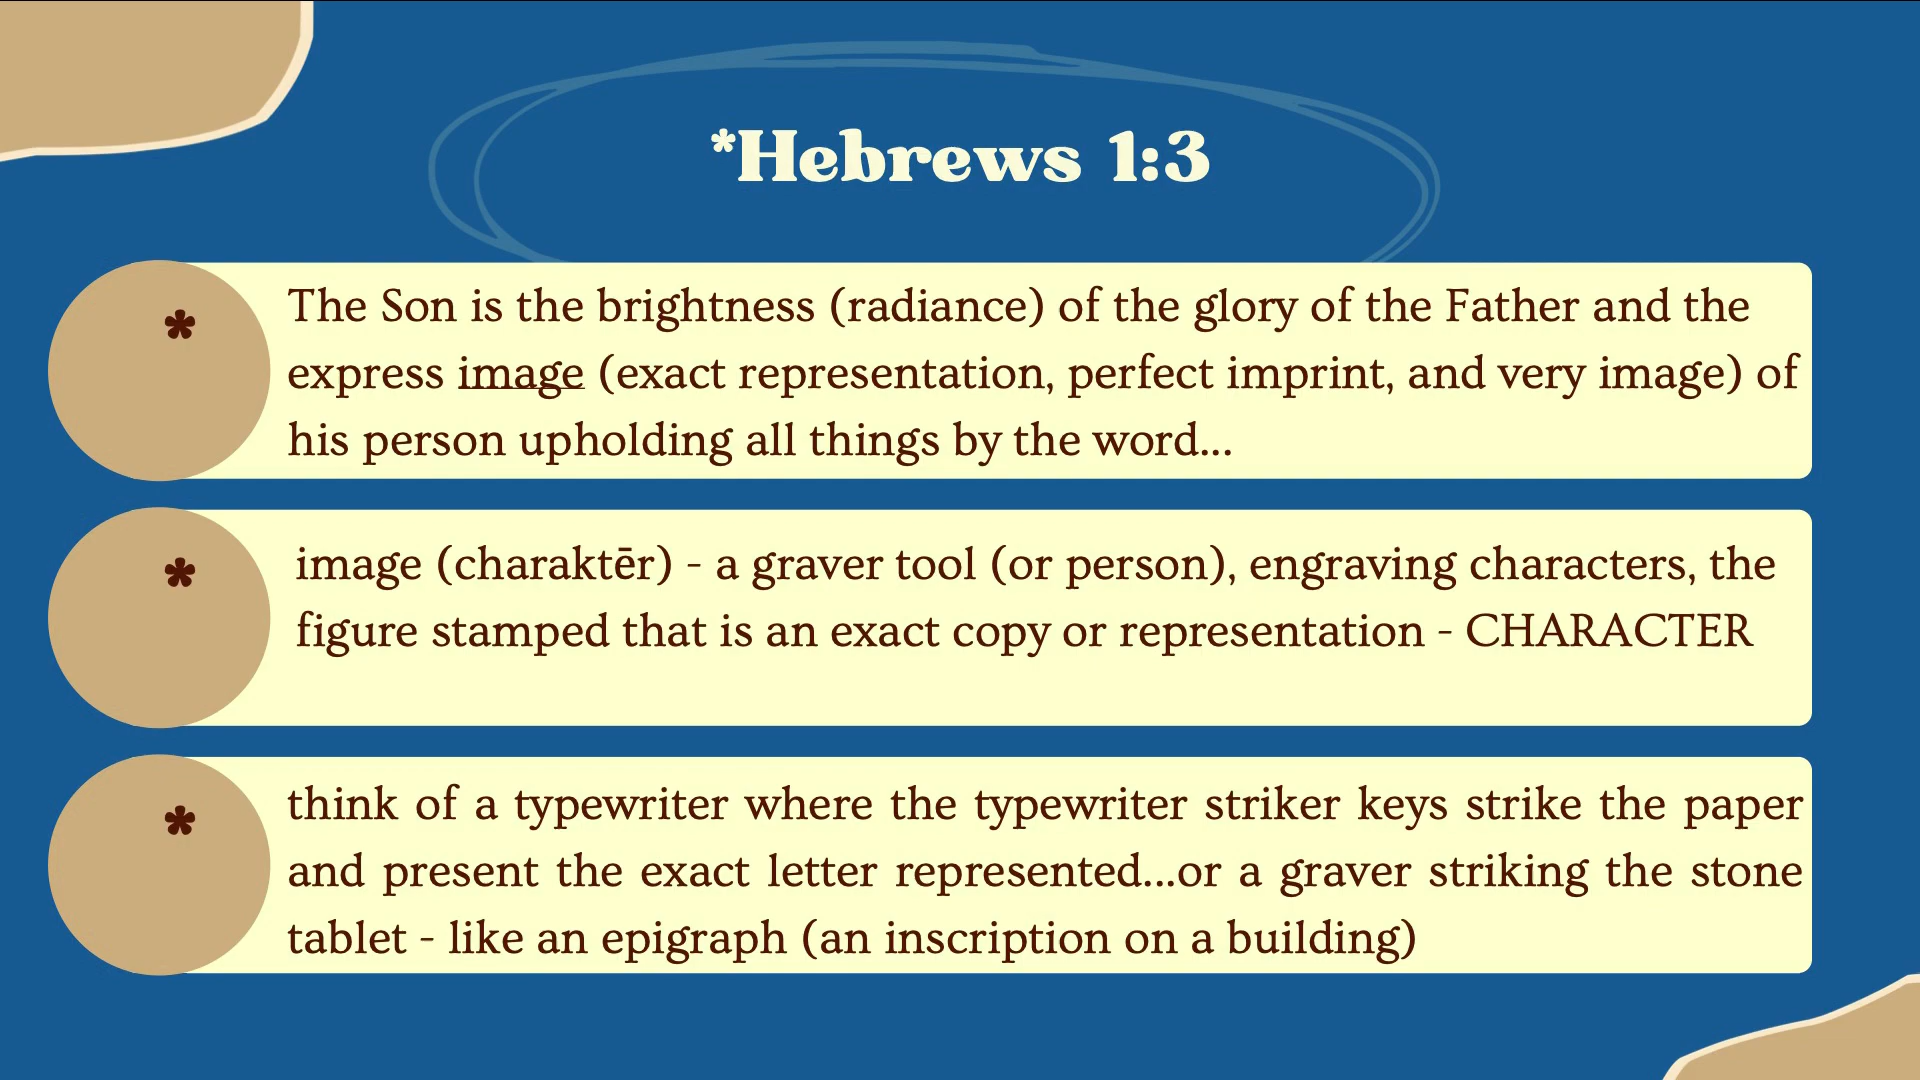 *Hebrews 1:3
*
The Son is the brightness (radiance) of the glory of the Father and the
express image (exact representation, perfect imprint, and very image) of
his person upholding all things by the word...
*
image (charaktēr) - a graver tool (or person), engraving characters, the
figure stamped that is an exact copy or representation - CHARACTER
*
think of a typewriter where the typewriter striker keys strike the paper
and present the exact letter represented...or a graver striking the stone
tablet - like an epigraph (an inscription on a building)